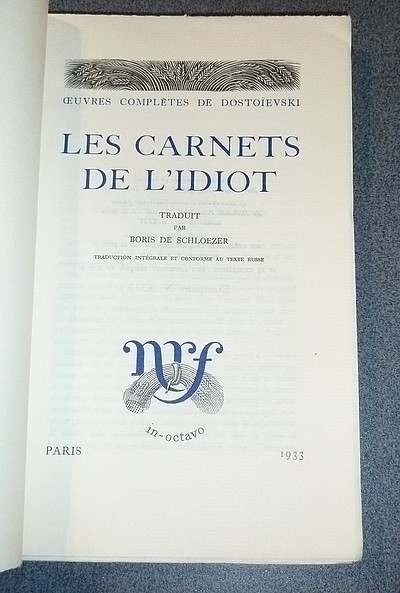 ŒUVRES COMPLÈTES DE DOSTOÏEVSKI
LES CARNETS
DE L'IDIOT
TRADUIT
PAR
BORIS DE SCHLOEZER
TRADUCTION INTÉGRALE ET CONFORME AU TEXTE RUSSE
nrf
in-octavo
PARIS 1933